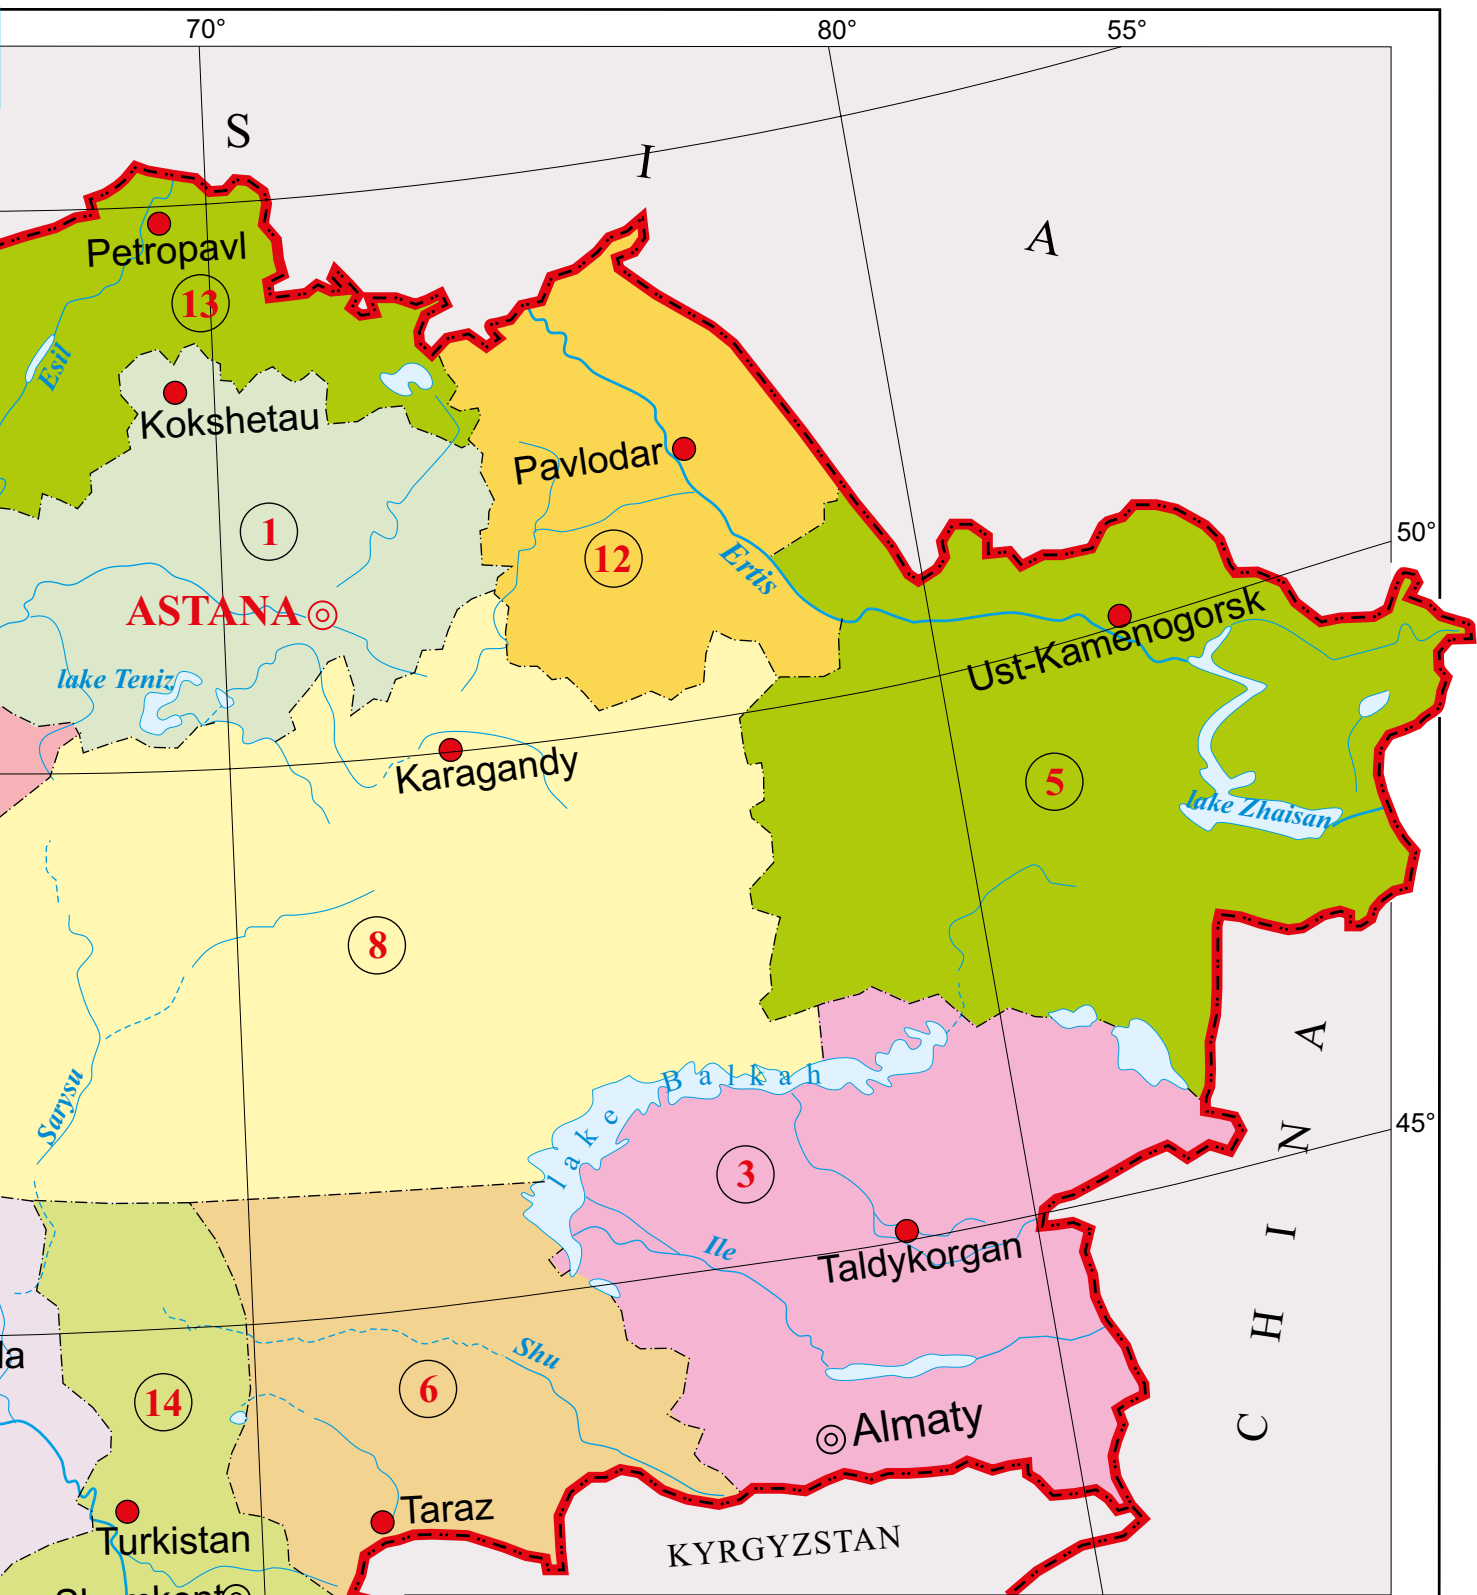 70°
80°
55°
S
I
A
Petropavl
13
Esil
Kokshetau
Pavlodar
1
12
Ertis
50°
ASTANA
Ust-Kamenogorsk
lake Teniz
Karagandy
5
lake Zhaisan
8
Sarysu
lake Balkah
45°
3
Ile
Taldykorgan
CHINA
la
Shu
14
6
Almaty
Taraz
Turkistan
KYRGYZSTAN